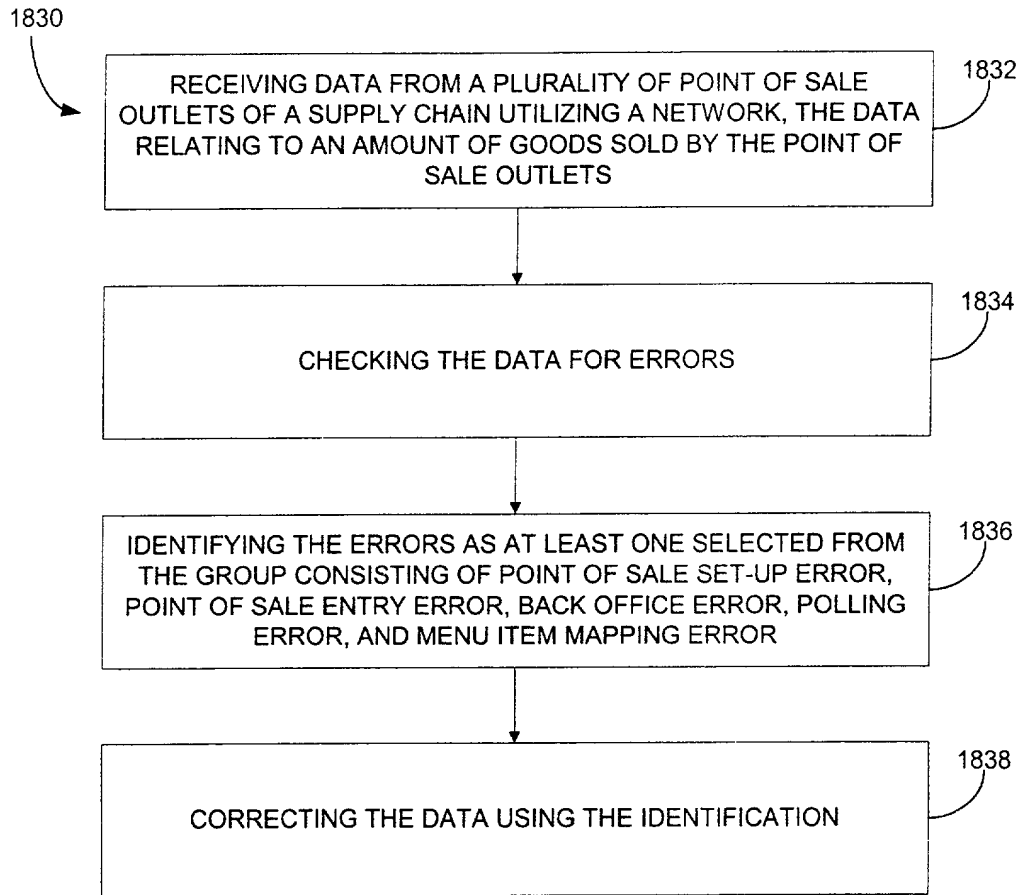 1830
RECEIVING DATA FROM A PLURALITY OF POINT OF SALE
OUTLETS OF A SUPPLY CHAIN UTILIZING A NETWORK, THE DATA
RELATING TO AN AMOUNT OF GOODS SOLD BY THE POINT OF
SALE OUTLETS
1832
CHECKING THE DATA FOR ERRORS
1834
IDENTIFYING THE ERRORS AS AT LEAST ONE SELECTED FROM
THE GROUP CONSISTING OF POINT OF SALE SET-UP ERROR,
POINT OF SALE ENTRY ERROR, BACK OFFICE ERROR, POLLING
ERROR, AND MENU ITEM MAPPING ERROR
1836
CORRECTING THE DATA USING THE IDENTIFICATION
1838